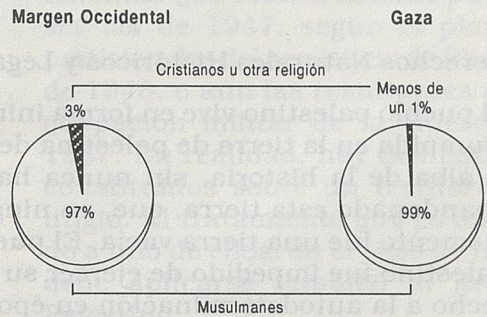 Margen Occidental
Gaza
Cristianos u otra religión
Menos de
un 1%
3%
97%
99%
Musulmanes